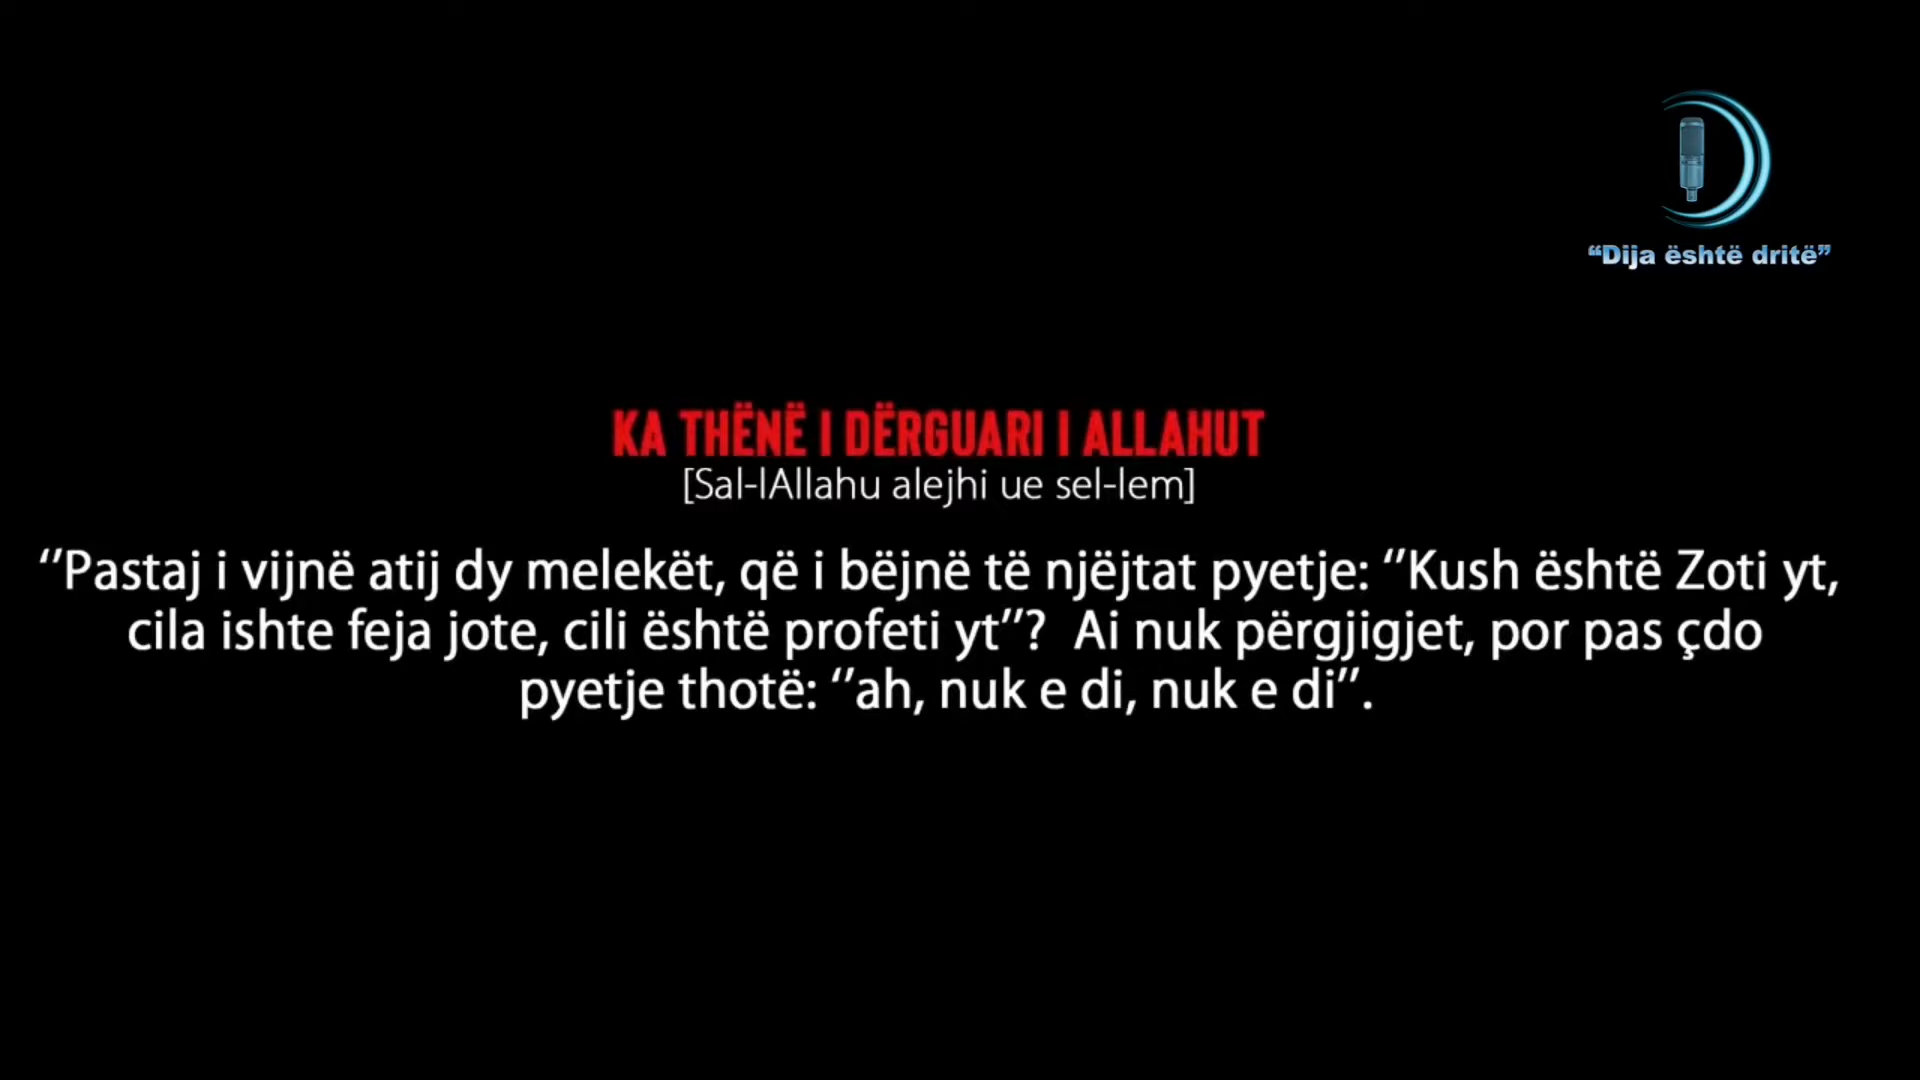 “Dija është dritë”
KA THËNË I DËRGUARI I ALLAHUT
[Sal-lAllahu alejhi ue sel-lem]
‘’Pastaj i vijnë atij dy melekët, që i bëjnë të njëjtat pyetje: ‘’Kush është Zoti yt,
cila ishte feja jote, cili është profeti yt’’? Ai nuk përgjigjet, por pas çdo
pyetje thotë: ‘’ah, nuk e di, nuk e di’’.